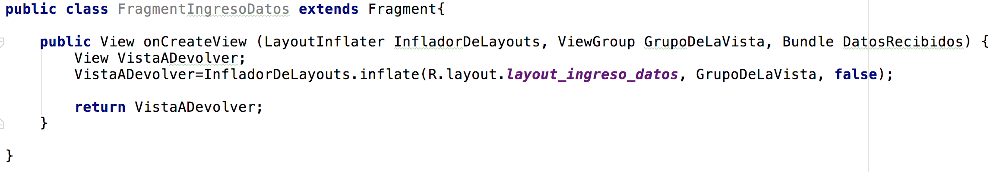 public class FragmentIngresoDatos extends Fragment{
public View onCreateView (LayoutInflater InfladorDeLayouts, ViewGroup GrupoDeLaVista, Bundle DatosRecibidos) {
View VistaADevolver;
VistaADevolver=InfladorDeLayouts.inflate(R.layout.layout_ingreso_datos, GrupoDeLaVista, false);
return VistaADevolver;
}
}